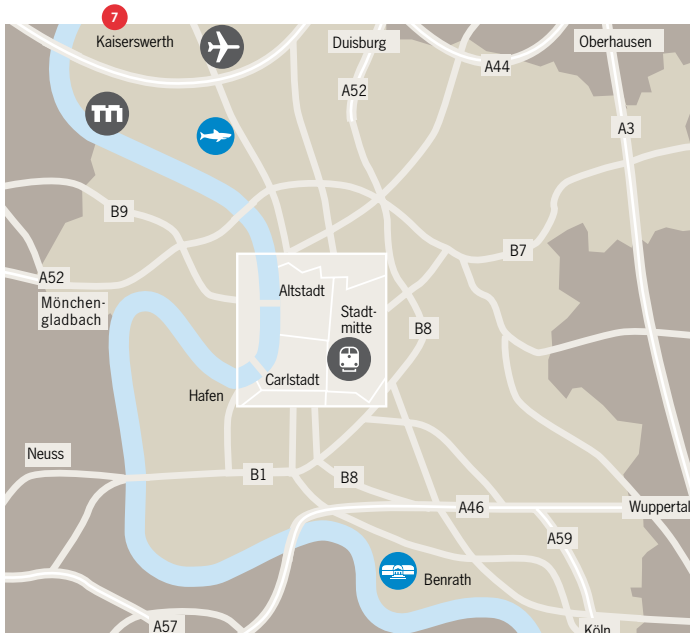 7
Kaiserswerth
Duisburg
Oberhausen
A44
A52
A3
B9
B7
A52
Mönchen-
gladbach
Altstadt
Stadt-
mitte
B8
Carlstadt
Hafen
Neuss
B1
B8
A46
Wuppertal
A59
Benrath
A57
Köln